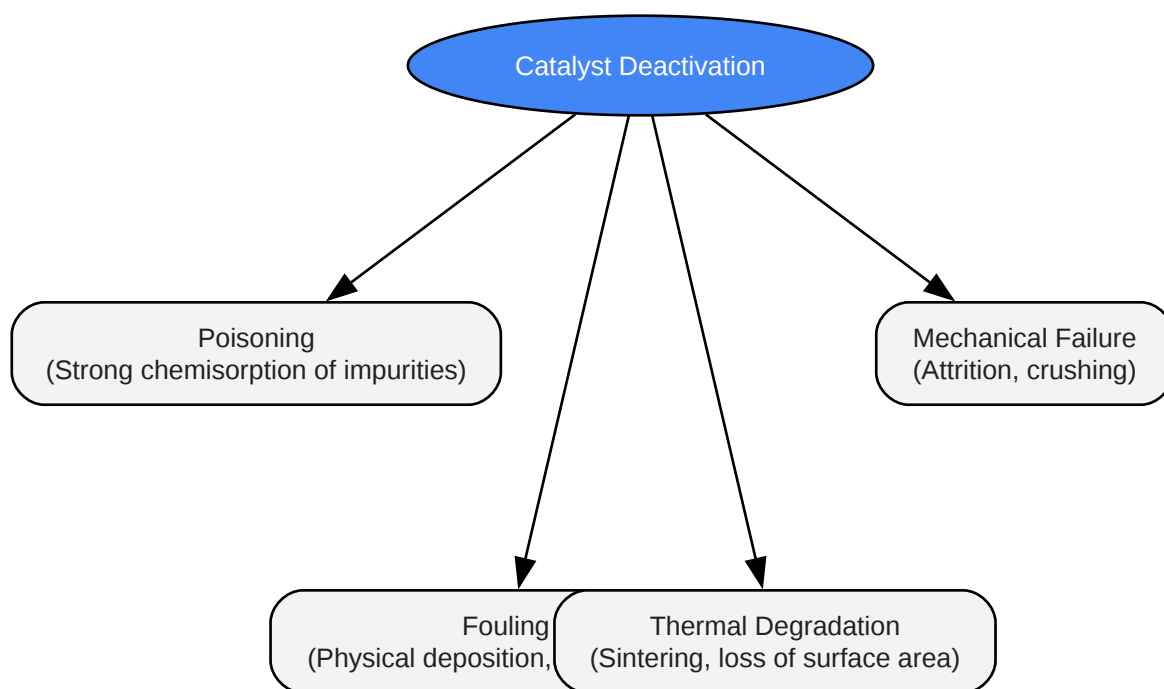 Catalyst Deactivation
Poisoning
(Strong chemisorption of impurities)
Mechanical Failure
(Attrition, crushing)
Fouling
(Physical deposition,
Thermal Degradation
(Sintering, loss of surface area)